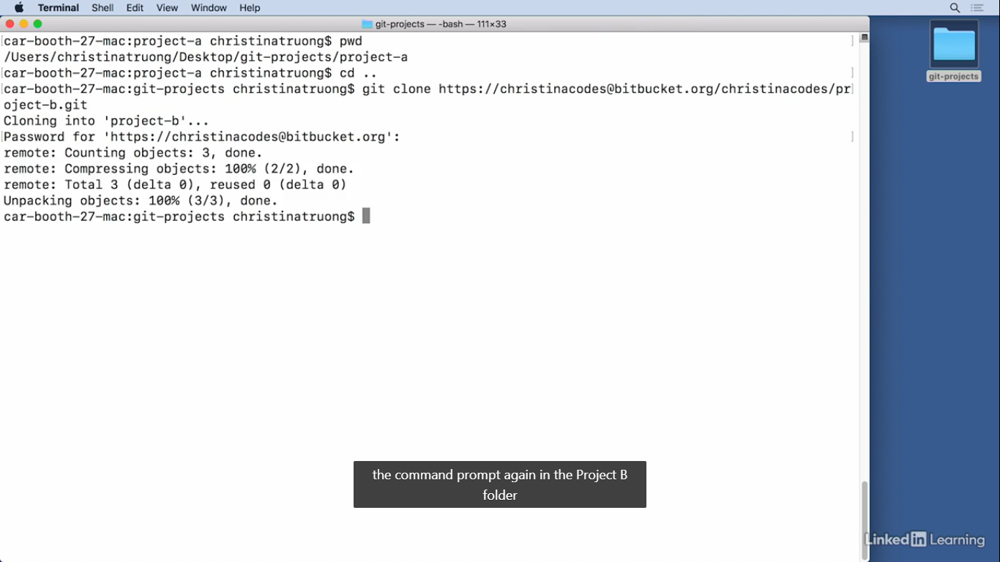 Terminal Shell Edit View Window Help
git-projects — -bash — 111×33
[car-booth-27-mac:project-a christinatruong$ pwd ]
/Users/christinatruong/Desktop/git-projects/project-a
[car-booth-27-mac:project-a christinatruong$ cd .. ]
[car-booth-27-mac:git-projects christinatruong$ git clone https://christinacodes@bitbucket.org/christinacodes/pr]
oject-b.git
Cloning into 'project-b'...
[Password for 'https://christinacodes@bitbucket.org': ]
remote: Counting objects: 3, done.
remote: Compressing objects: 100% (2/2), done.
remote: Total 3 (delta 0), reused 0 (delta 0)
Unpacking objects: 100% (3/3), done.
car-booth-27-mac:git-projects christinatruong$
git-projects
the command prompt again in the Project B
folder
Linked in Learning